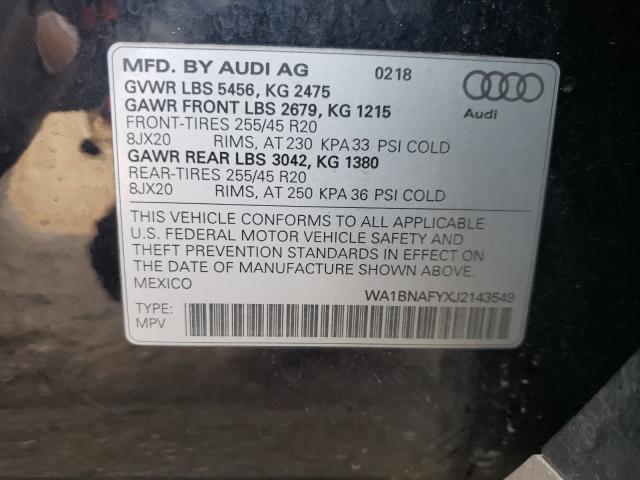 MFD. BY AUDI AG 0218
GVWR LBS 5456, KG 2475
GAWR FRONT LBS 2679, KG 1215
FRONT-TIRES 255/45 R20
8JX20 RIMS, AT 230 KPA 33 PSI COLD
GAWR REAR LBS 3042, KG 1380
REAR-TIRES 255/45 R20
8JX20 RIMS, AT 250 KPA 36 PSI COLD
Audi
THIS VEHICLE CONFORMS TO ALL APPLICABLE
U.S. FEDERAL MOTOR VEHICLE SAFETY AND
THEFT PREVENTION STANDARDS IN EFFECT ON
THE DATE OF MANUFACTURE SHOWN ABOVE.
MEXICO WA1BNAFYXJ2143549
TYPE:
MPV